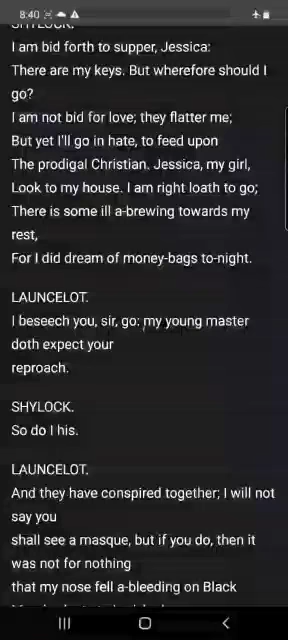 8:40
SHYLOCK.
I am bid forth to supper, Jessica:
There are my keys. But wherefore should I
go?
I am not bid for love; they flatter me;
But yet I'll go in hate, to feed upon
The prodigal Christian. Jessica, my girl,
Look to my house. I am right loath to go;
There is some ill a-brewing towards my
rest,
For I did dream of money-bags to-night.
LAUNCELOT.
I beseech you, sir, go: my young master
doth expect your
reproach.
SHYLOCK.
So do I his.
LAUNCELOT.
And they have conspired together; I will not
say you
shall see a masque, but if you do, then it
was not for nothing
that my nose fell a-bleeding on Black